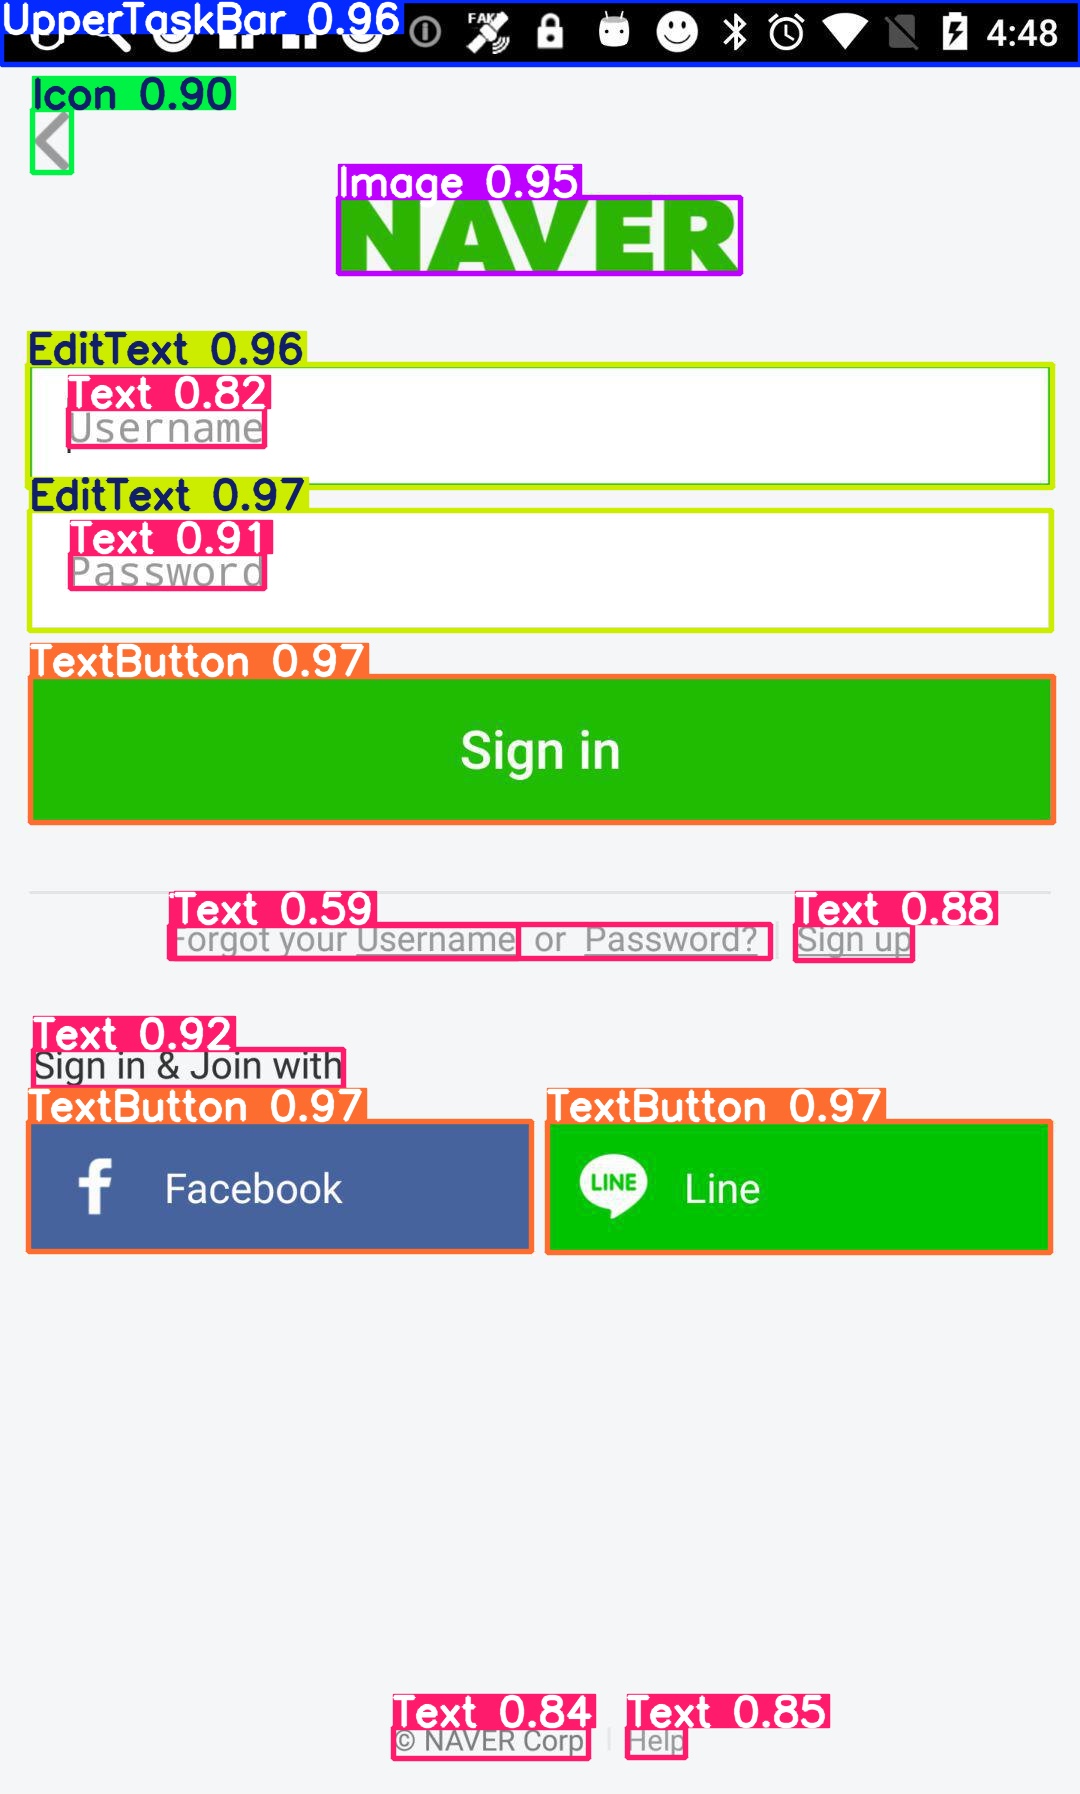 UpperTaskBar 0.96
FAKE
4:48
Icon 0.90
Image 0.95
NAVER
EditText 0.96
Text 0.82
Username
EditText 0.97
Text 0.91
Password
TextButton 0.97
Sign in
Text 0.59 Text 0.88
Forgot your Username or Password? Sign up
Text 0.92
Sign in & Join with
TextButton 0.97 TextButton 0.97
f Facebook LINE Line
Text 0.84 Text 0.85
© NAVER Corp Help